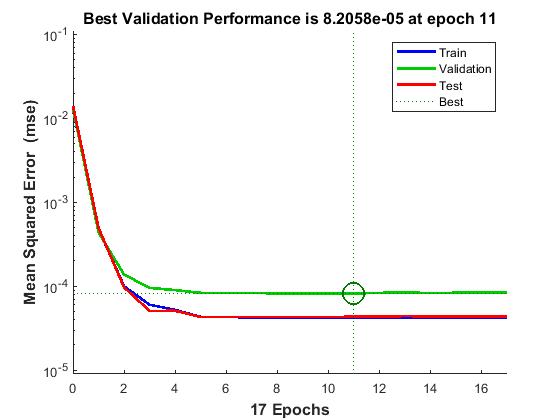 Best Validation Performance is 8.2058e-05 at epoch 11
10⁻¹
Train
Validation
Test
Best
10⁻²
10⁻³
10⁻⁴
10⁻⁵
Mean Squared Error (mse)
0 2 4 6 8 10 12 14 16
17 Epochs